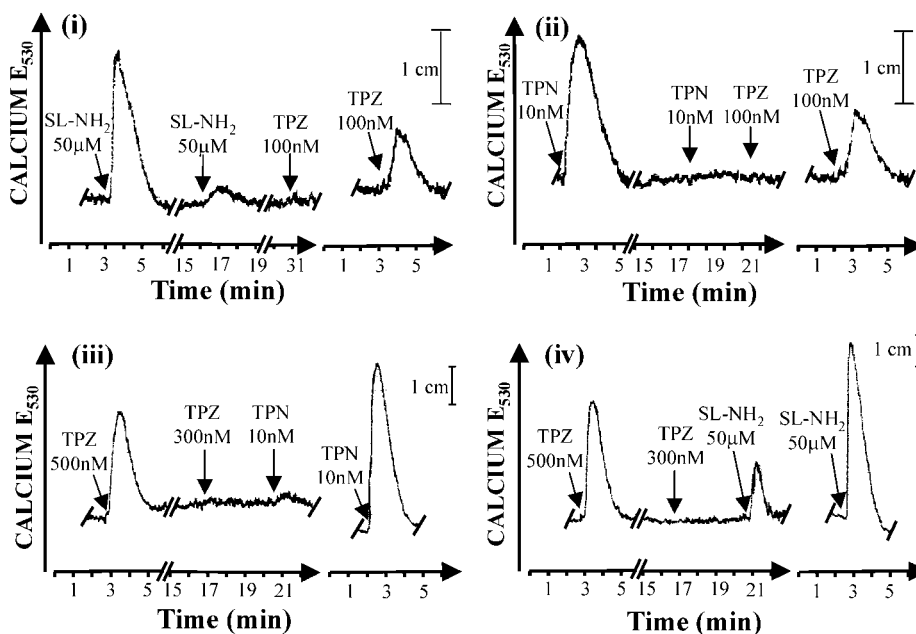 (i)
CALCIUM E530
SL-NH2
50μM
SL-NH2
50μM
TPZ
100nM
TPZ
100nM
1 cm
1 3 5 15 17 19 31 1 3 5
Time (min)
(ii)
CALCIUM E530
TPN
10nM
TPN
10nM
TPZ
100nM
TPZ
100nM
1 cm
1 3 5 15 17 19 21 1 3 5
Time (min)
(iii)
CALCIUM E530
TPZ
500nM
TPZ
300nM
TPN
10nM
TPN
10nM
1 cm
1 3 5 15 17 19 21 1 3 5
Time (min)
(iv)
CALCIUM E530
TPZ
500nM
TPZ
300nM
SL-NH2
50μM
SL-NH2
50μM
1 cm
1 3 5 15 17 19 21 1 3 5
Time (min)